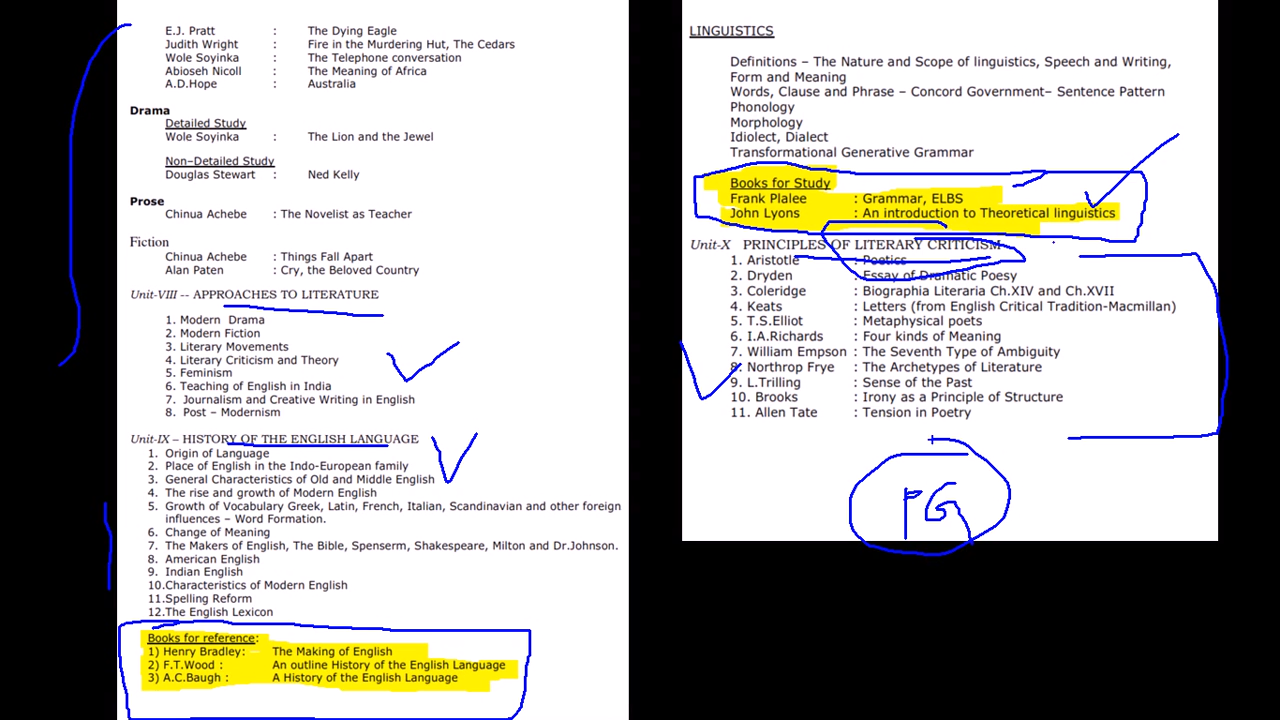 E.J. Pratt : The Dying Eagle
Judith Wright : Fire in the Murdering Hut, The Cedars
Wole Soyinka : The Telephone conversation
Abioseh Nicoll : The Meaning of Africa
A.D.Hope : Australia
Drama
Detailed Study
Wole Soyinka : The Lion and the Jewel
Non–Detailed Study
Douglas Stewart : Ned Kelly
Prose
Chinua Achebe : The Novelist as Teacher
Fiction
Chinua Achebe : Things Fall Apart
Alan Paten : Cry, the Beloved Country
Unit-VIII -- APPROACHES TO LITERATURE
1. Modern Drama
2. Modern Fiction
3. Literary Movements
4. Literary Criticism and Theory
5. Feminism
6. Teaching of English in India
7. Journalism and Creative Writing in English
8. Post – Modernism
Unit-IX – HISTORY OF THE ENGLISH LANGUAGE
1. Origin of Language
2. Place of English in the Indo-European family
3. General Characteristics of Old and Middle English
4. The rise and growth of Modern English
5. Growth of Vocabulary Greek, Latin, French, Italian, Scandinavian and other foreign
influences – Word Formation.
6. Change of Meaning
7. The Makers of English, The Bible, Spenserm, Shakespeare, Milton and Dr.Johnson.
8. American English
9. Indian English
10.Characteristics of Modern English
11.Spelling Reform
12.The English Lexicon
Books for reference:
1) Henry Bradley: The Making of English
2) F.T.Wood : An outline History of the English Language
3) A.C.Baugh : A History of the English Language
LINGUISTICS
Definitions – The Nature and Scope of linguistics, Speech and Writing,
Form and Meaning
Words, Clause and Phrase – Concord Government– Sentence Pattern
Phonology
Morphology
Idiolect, Dialect
Transformational Generative Grammar
Books for Study
Frank Plalee : Grammar, ELBS
John Lyons : An introduction to Theoretical linguistics
Unit-X PRINCIPLES OF LITERARY CRITICISM
1. Aristotle : Poetics
2. Dryden : Essay of Dramatic Poesy
3. Coleridge : Biographia Literaria Ch.XIV and Ch.XVII
4. Keats : Letters (from English Critical Tradition-Macmillan)
5. T.S.Elliot : Metaphysical poets
6. I.A.Richards : Four kinds of Meaning
7. William Empson : The Seventh Type of Ambiguity
8. Northrop Frye : The Archetypes of Literature
9. L.Trilling : Sense of the Past
10. Brooks : Irony as a Principle of Structure
11. Allen Tate : Tension in Poetry
PG